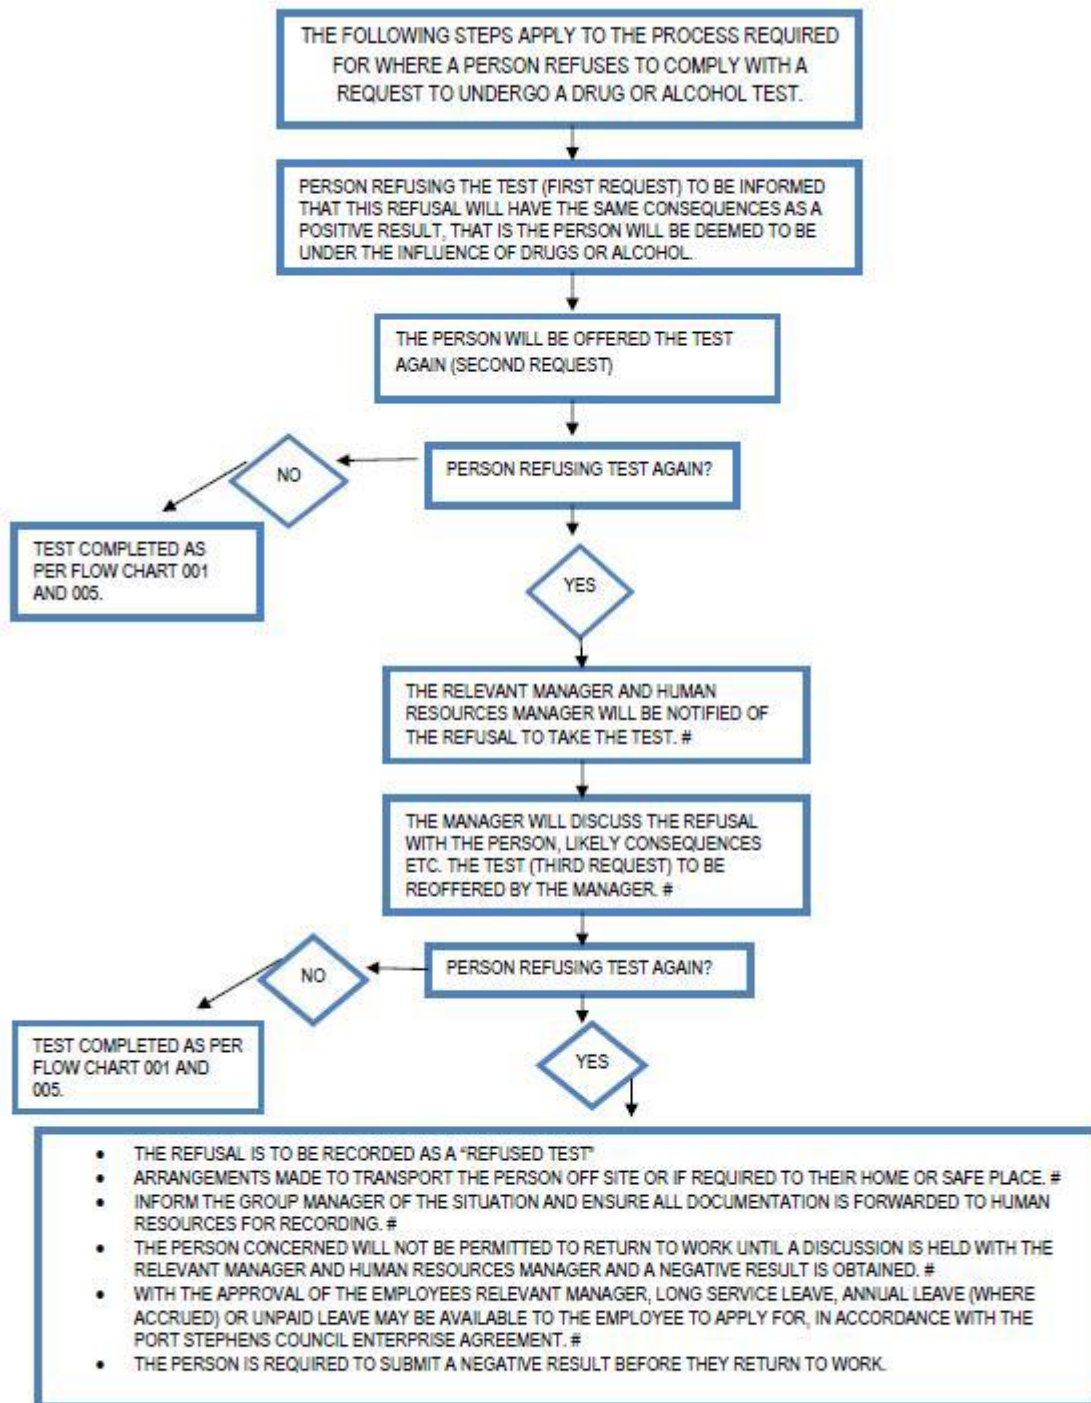 THE FOLLOWING STEPS APPLY TO THE PROCESS REQUIRED
FOR WHERE A PERSON REFUSES TO COMPLY WITH A
REQUEST TO UNDERGO A DRUG OR ALCOHOL TEST.
PERSON REFUSING THE TEST (FIRST REQUEST) TO BE INFORMED
THAT THIS REFUSAL WILL HAVE THE SAME CONSEQUENCES AS A
POSITIVE RESULT, THAT IS THE PERSON WILL BE DEEMED TO BE
UNDER THE INFLUENCE OF DRUGS OR ALCOHOL.
THE PERSON WILL BE OFFERED THE TEST
AGAIN (SECOND REQUEST)
PERSON REFUSING TEST AGAIN?
NO
TEST COMPLETED AS
PER FLOW CHART 001
AND 005.
YES
THE RELEVANT MANAGER AND HUMAN
RESOURCES MANAGER WILL BE NOTIFIED OF
THE REFUSAL TO TAKE THE TEST. #
THE MANAGER WILL DISCUSS THE REFUSAL
WITH THE PERSON, LIKELY CONSEQUENCES
ETC. THE TEST (THIRD REQUEST) TO BE
REOFFERED BY THE MANAGER. #
PERSON REFUSING TEST AGAIN?
NO
TEST COMPLETED AS PER
FLOW CHART 001 AND
005.
YES
• THE REFUSAL IS TO BE RECORDED AS A “REFUSED TEST”
• ARRANGEMENTS MADE TO TRANSPORT THE PERSON OFF SITE OR IF REQUIRED TO THEIR HOME OR SAFE PLACE. #
• INFORM THE GROUP MANAGER OF THE SITUATION AND ENSURE ALL DOCUMENTATION IS FORWARDED TO HUMAN
RESOURCES FOR RECORDING. #
• THE PERSON CONCERNED WILL NOT BE PERMITTED TO RETURN TO WORK UNTIL A DISCUSSION IS HELD WITH THE
RELEVANT MANAGER AND HUMAN RESOURCES MANAGER AND A NEGATIVE RESULT IS OBTAINED. #
• WITH THE APPROVAL OF THE EMPLOYEES RELEVANT MANAGER, LONG SERVICE LEAVE, ANNUAL LEAVE (WHERE
ACCRUED) OR UNPAID LEAVE MAY BE AVAILABLE TO THE EMPLOYEE TO APPLY FOR, IN ACCORDANCE WITH THE
PORT STEPHENS COUNCIL ENTERPRISE AGREEMENT. #
• THE PERSON IS REQUIRED TO SUBMIT A NEGATIVE RESULT BEFORE THEY RETURN TO WORK.